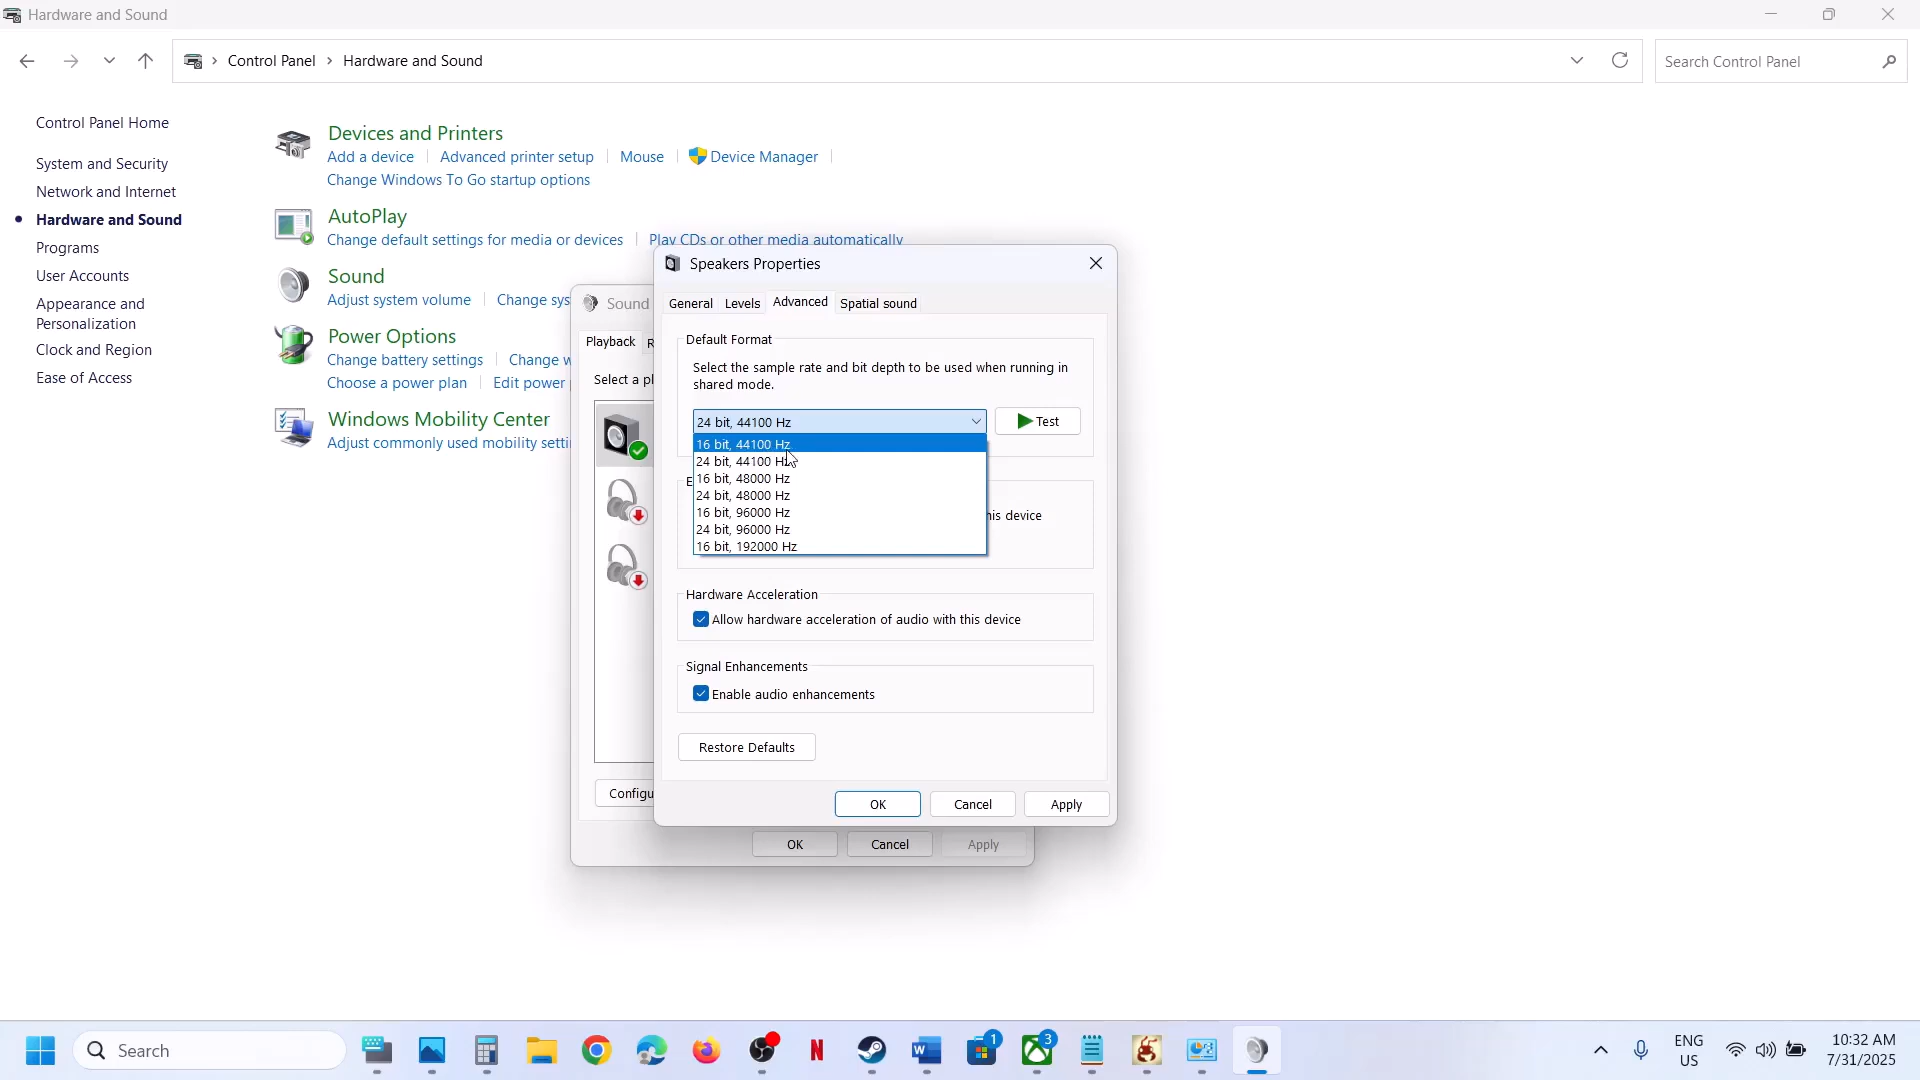 Hardware and Sound
Control Panel › Hardware and Sound
Search Control Panel
Control Panel Home
System and Security
Network and Internet
Hardware and Sound
Programs
User Accounts
Appearance and
Personalization
Clock and Region
Ease of Access
Devices and Printers
Add a device
Advanced printer setup
Mouse
Device Manager
Change Windows To Go startup options
AutoPlay
Change default settings for media or devices
Play CDs or other media automatically
Sound
Adjust system volume
Change sys
Power Options
Change battery settings
Change w
Choose a power plan
Edit power
Windows Mobility Center
Adjust commonly used mobility setti
Sound
Playback
R
Select a pl
Configu
OK
Cancel
Apply
Speakers Properties
General
Levels
Advanced
Spatial sound
Default Format
Select the sample rate and bit depth to be used when running in
shared mode.
24 bit, 44100 Hz
Test
16 bit, 44100 Hz
24 bit, 44100 Hz
16 bit, 48000 Hz
24 bit, 48000 Hz
16 bit, 96000 Hz
24 bit, 96000 Hz
16 bit, 192000 Hz
E
his device
Hardware Acceleration
Allow hardware acceleration of audio with this device
Signal Enhancements
Enable audio enhancements
Restore Defaults
OK
Cancel
Apply
Search
1
3
ENG
US
10:32 AM
7/31/2025